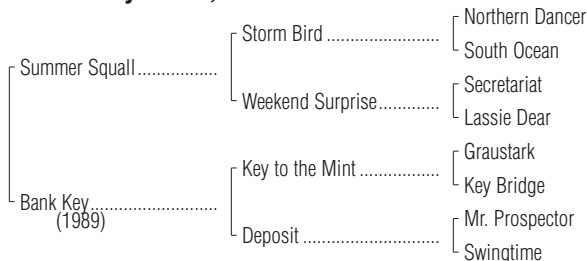 Northern Dancer
Storm Bird ........................
South Ocean
Summer Squall.................
Secretariat
Weekend Surprise.............
Lassie Dear
Graustark
Key to the Mint .................
Key Bridge
Bank Key...........................
(1989)
Mr. Prospector
Deposit .............................
Swingtime